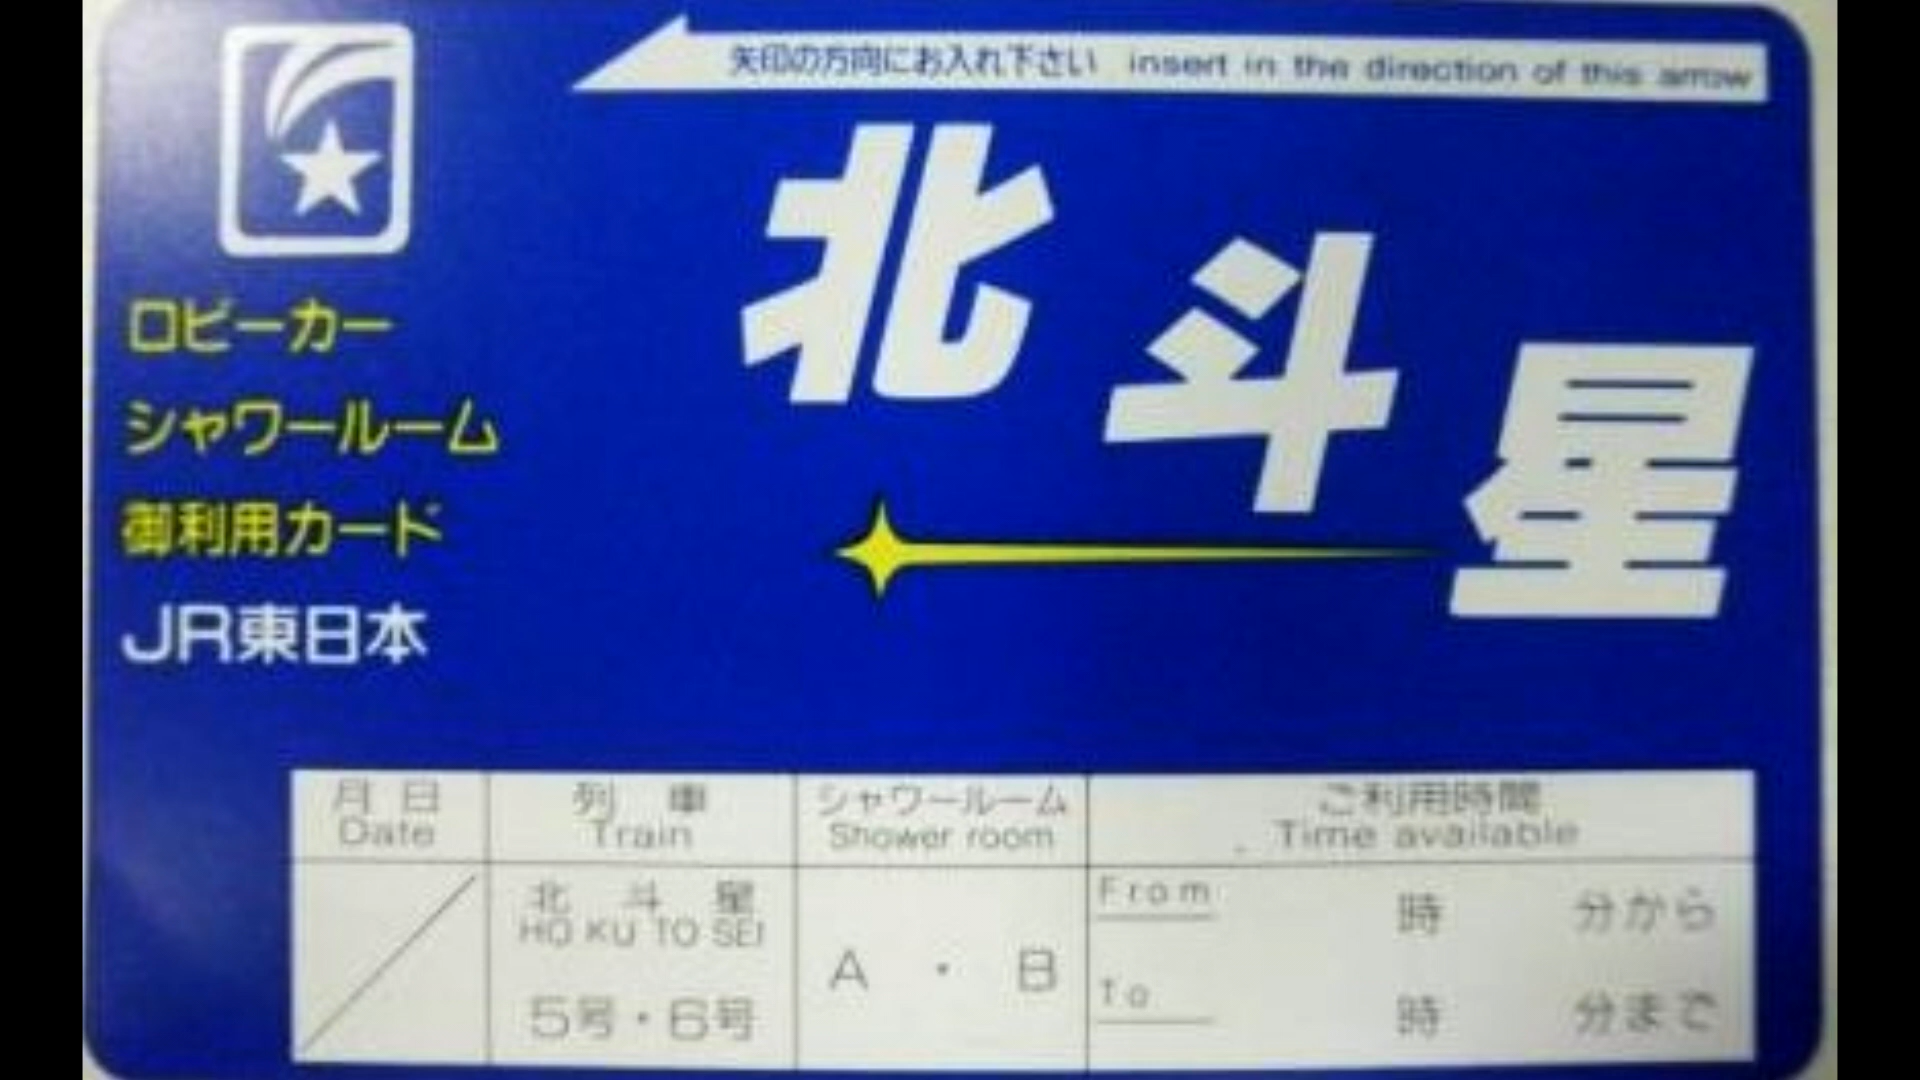 矢印の方向にお入れ下さい insert in the direction of this arrow
北斗星
ロビーカー
シャワールーム
御利用カード
JR東日本
月日 列車 シャワールーム ご利用時間
Date Train Shower room Time available
北斗星
HO KU TO SEI
5号・6号
A・B
From 時 分から
To 時 分まで